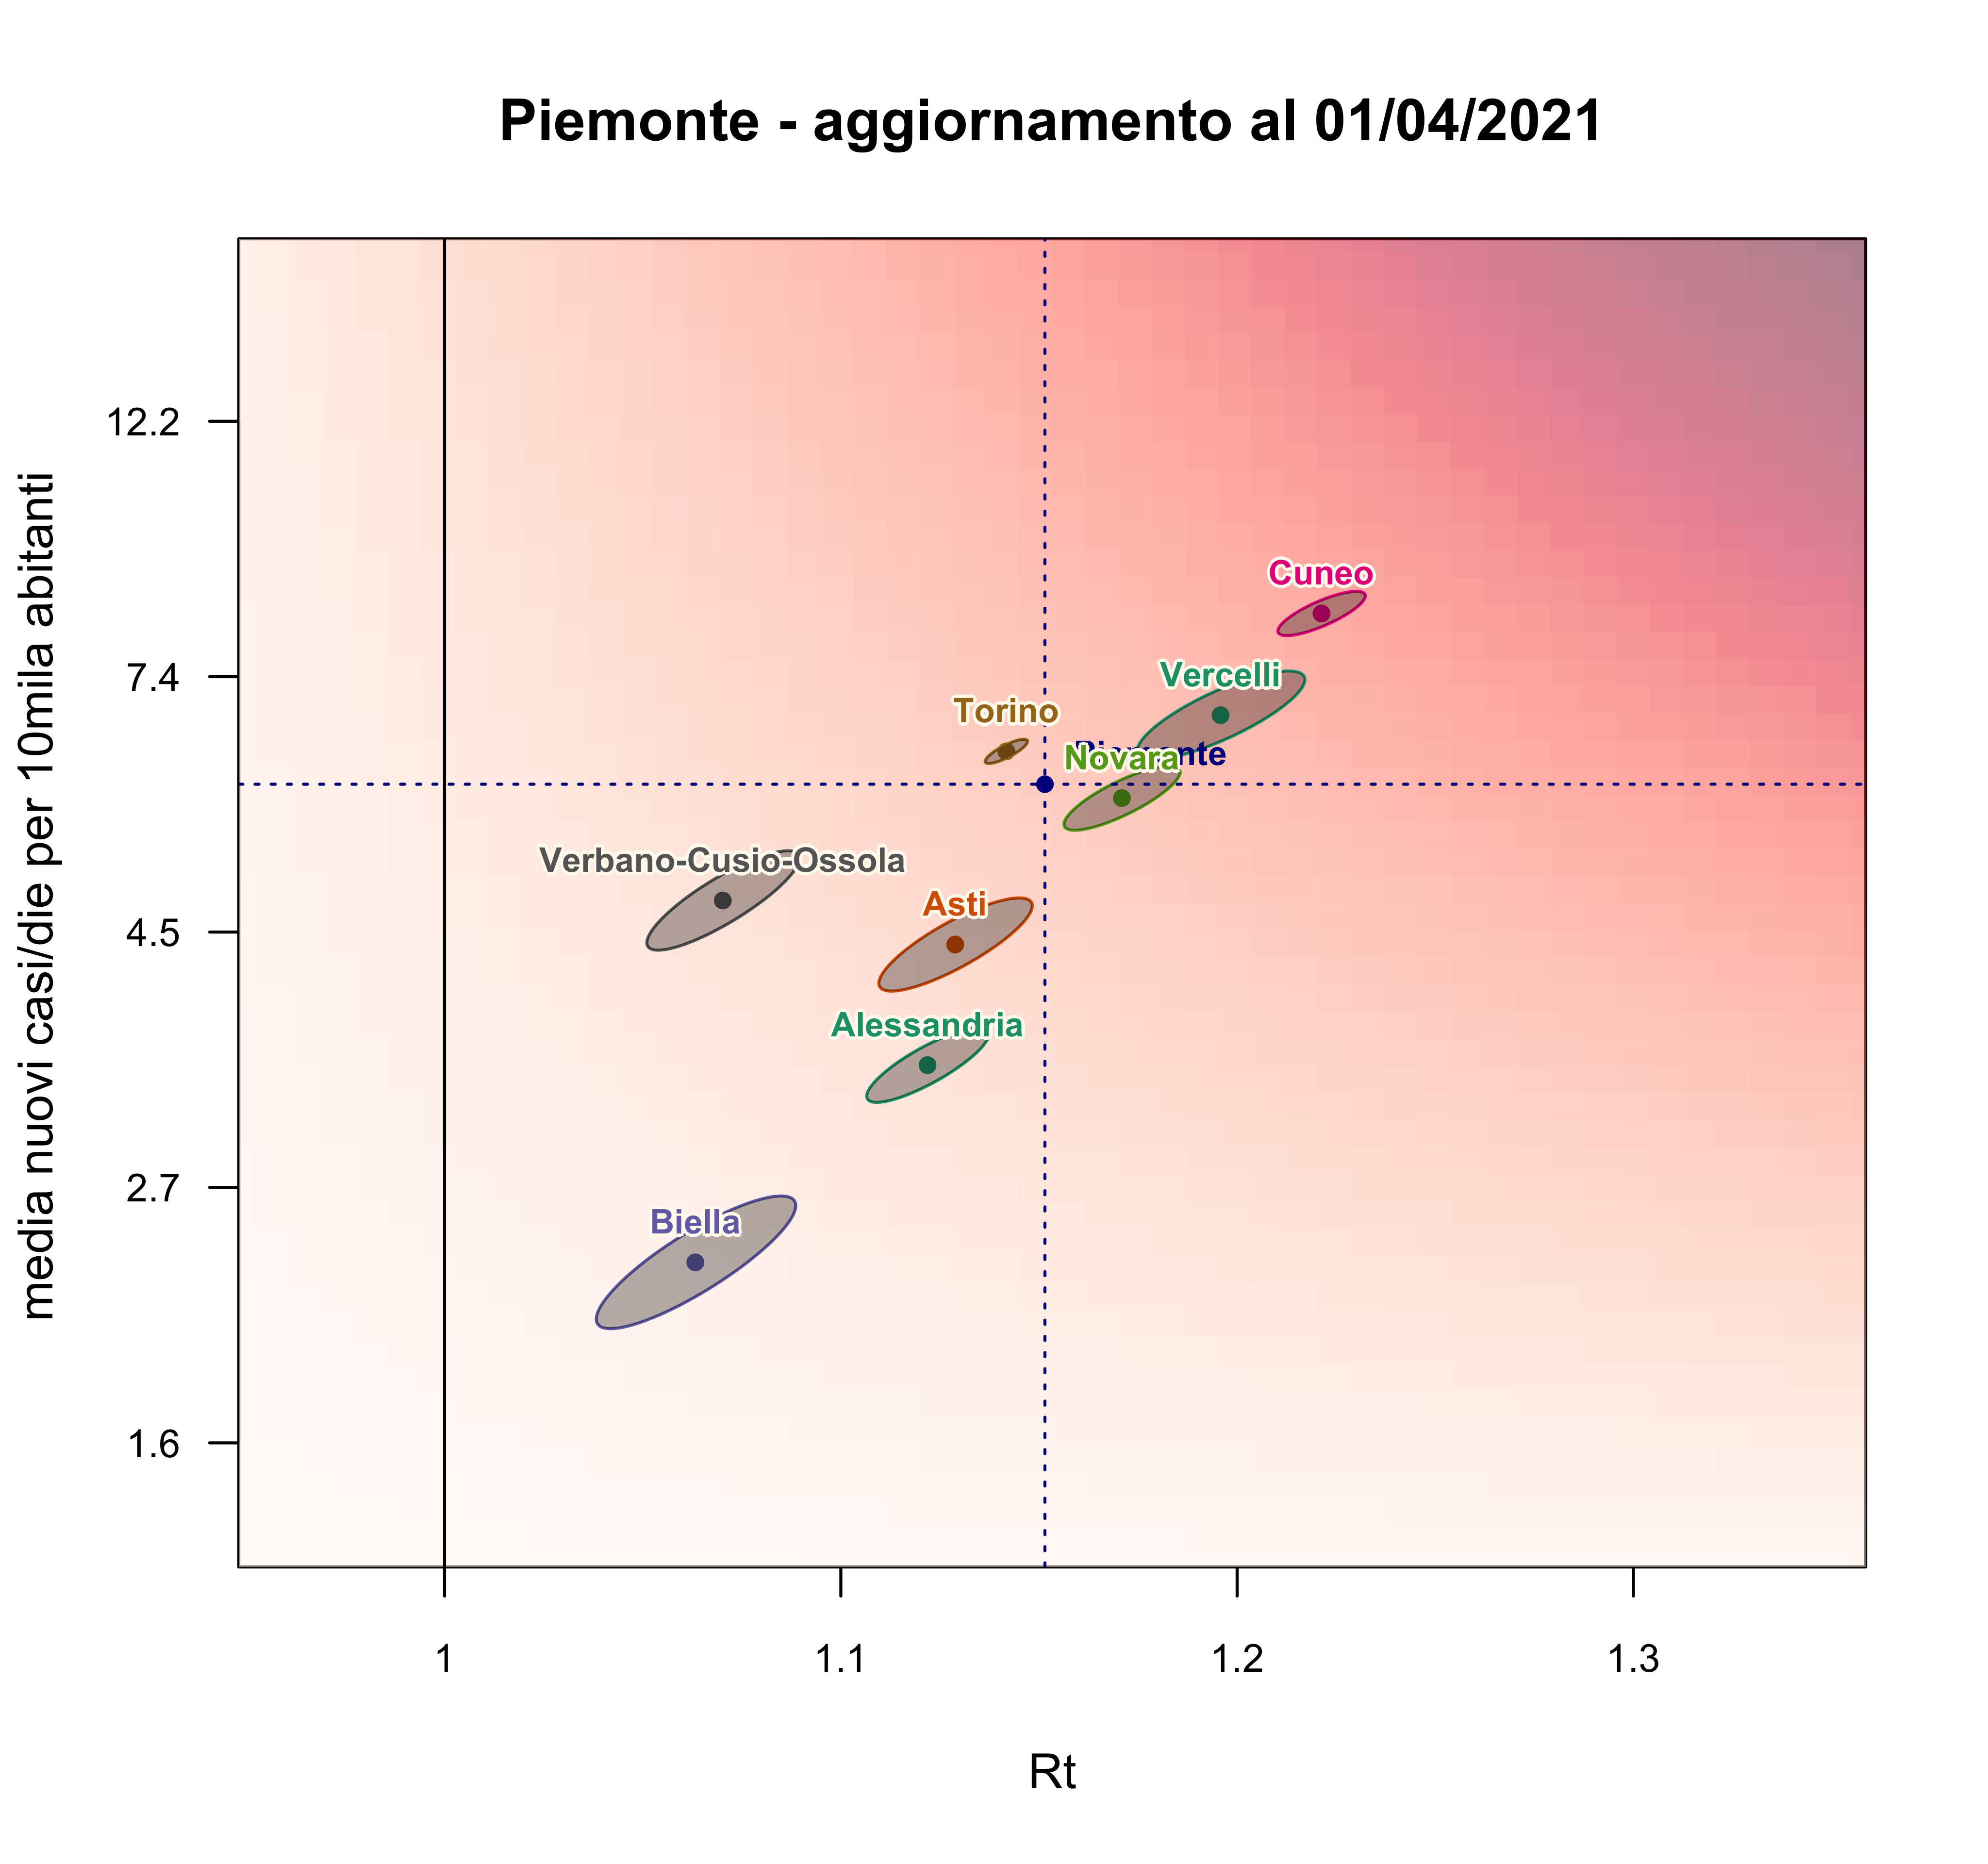 Piemonte - aggiornamento al 01/04/2021
media nuovi casi/die per 10mila abitanti
12.2
7.4
4.5
2.7
1.6
Cuneo
Vercelli
Torino
Piemonte
Novara
Verbano-Cusio-Ossola
Asti
Alessandria
Biella
1
1.1
1.2
1.3
Rt